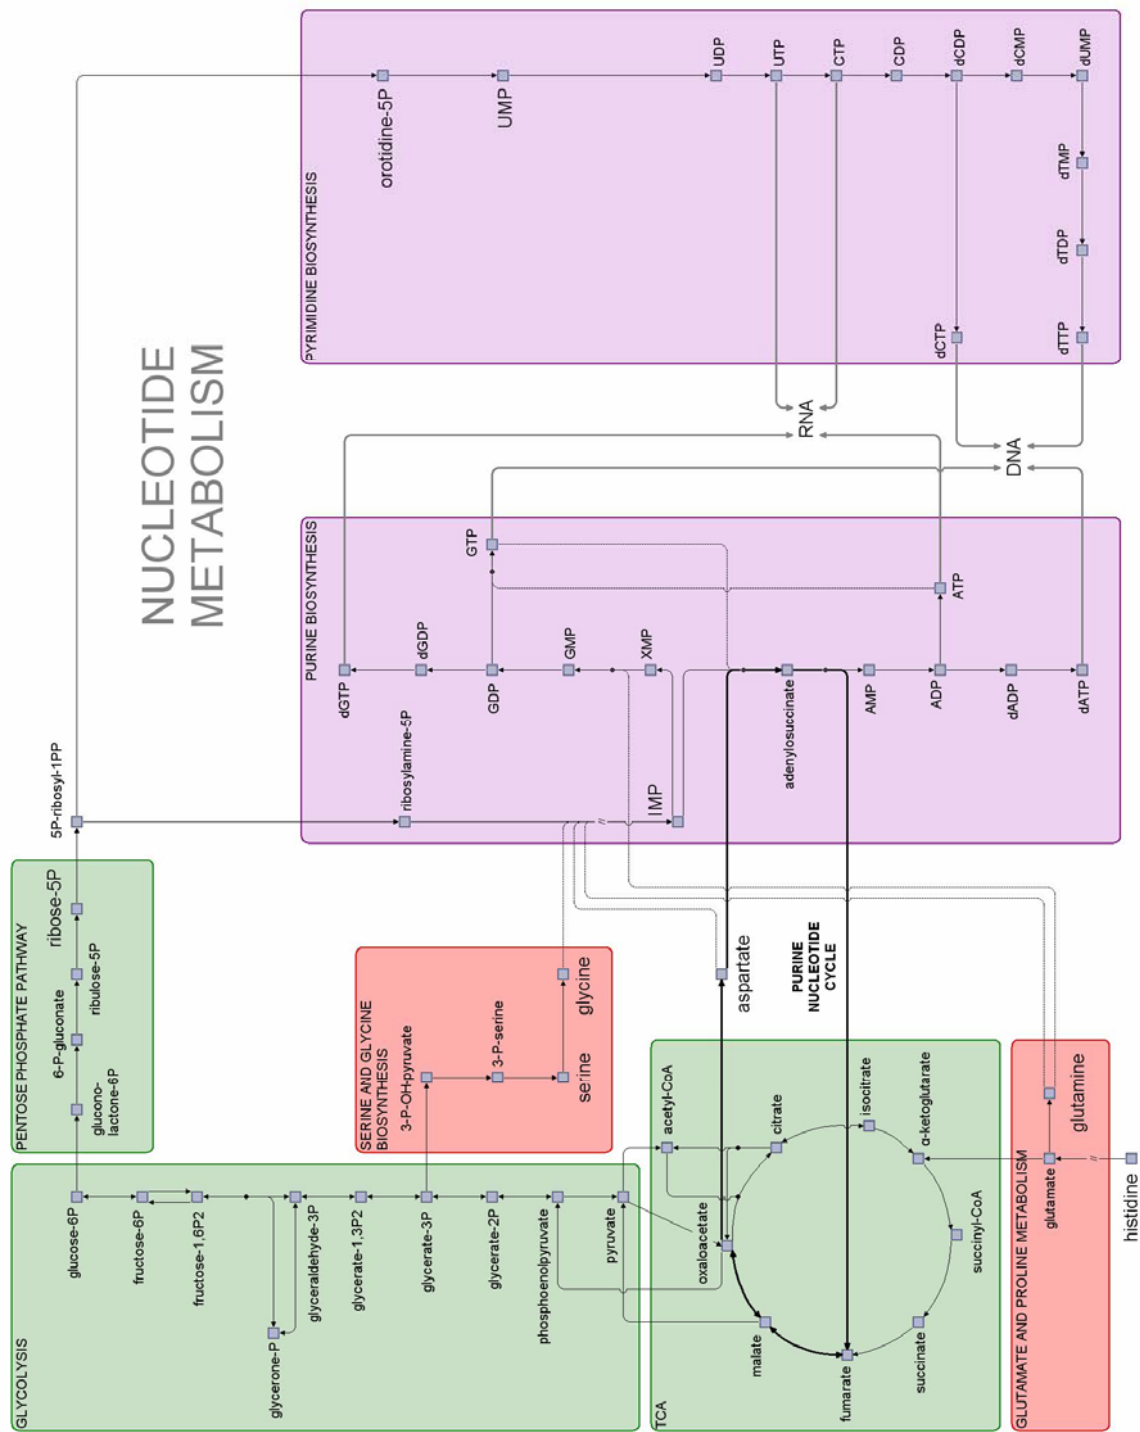 NUCLEOTIDE
METABOLISM
GLYCOLYSIS
glucose-6P
fructose-6P
fructose-1,6P2
glycerone-P
glyceraldehyde-3P
glycerate-1,3P2
glycerate-3P
glycerate-2P
phosphoenolpyruvate
pyruvate
PENTOSE PHOSPHATE PATHWAY
glucono-
lactone-6P
6-P-gluconate
ribulose-5P
ribose-5P
5P-ribosyl-1PP
SERINE AND GLYCINE
BIOSYNTHESIS
3-P-OH-pyruvate
3-P-serine
serine
glycine
TCA
acetyl-CoA
oxaloacetate
citrate
isocitrate
α-ketoglutarate
succinyl-CoA
succinate
fumarate
malate
aspartate
PURINE
NUCLEOTIDE
CYCLE
GLUTAMATE AND PROLINE METABOLISM
glutamate
glutamine
histidine
PURINE BIOSYNTHESIS
ribosylamine-5P
IMP
dGTP
dGDP
GDP
GTP
GMP
XMP
adenylosuccinate
AMP
ADP
ATP
dADP
dATP
RNA
DNA
PYRIMIDINE BIOSYNTHESIS
orotidine-5P
UMP
UDP
UTP
CTP
CDP
dCDP
dCMP
dUMP
dTMP
dTDP
dTTP
dCTP